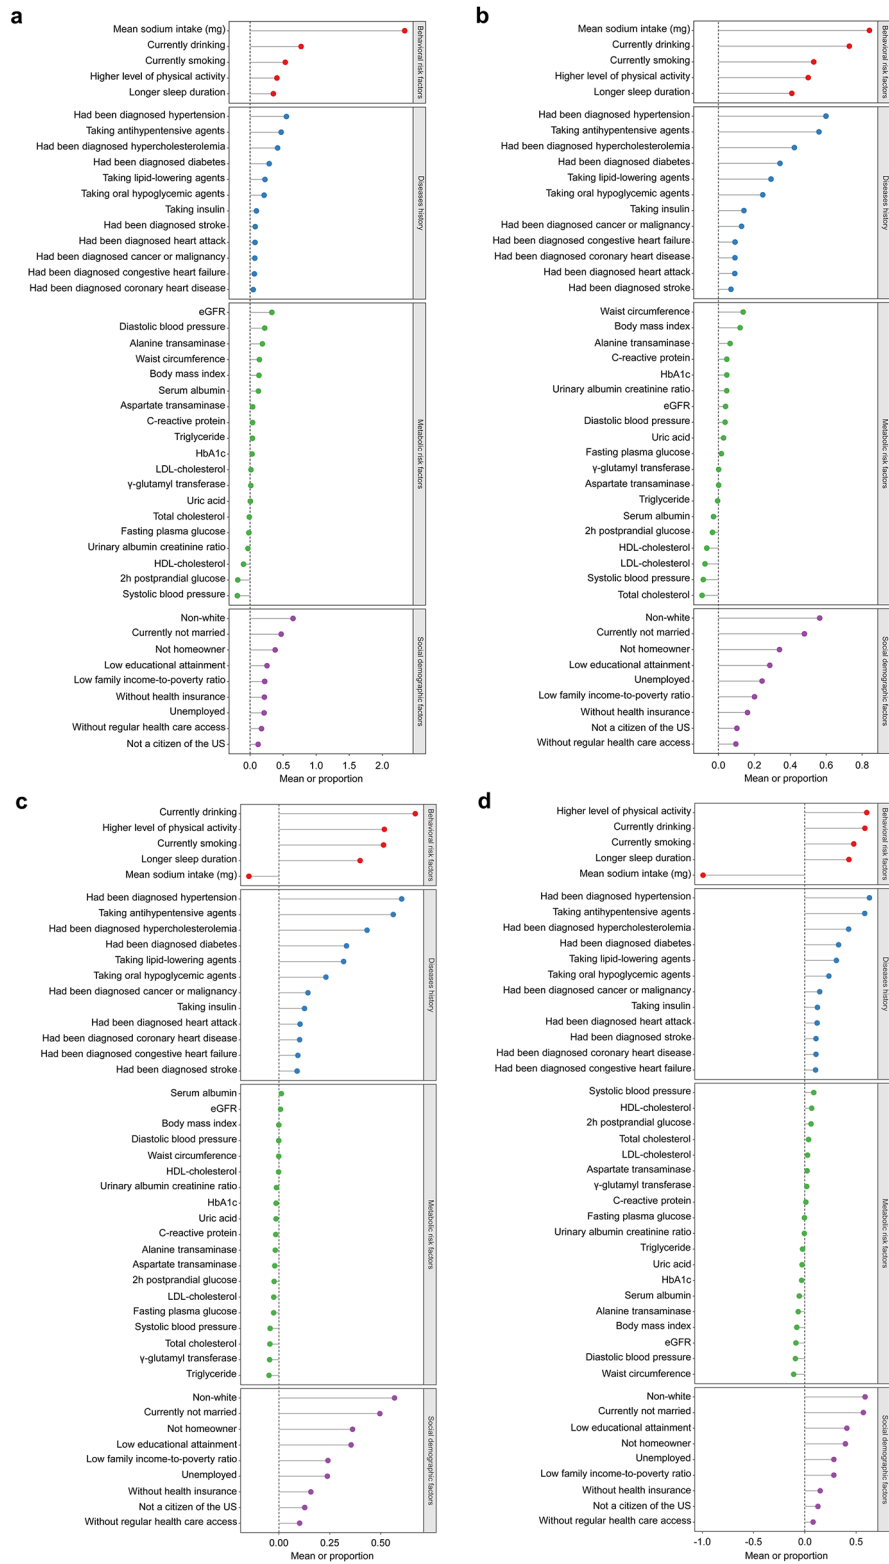 a
Mean sodium intake (mg)
Currently drinking
Currently smoking
Higher level of physical activity
Longer sleep duration
Behavioral risk factors
Had been diagnosed hypertension
Taking antihypentensive agents
Had been diagnosed hypercholesterolemia
Had been diagnosed diabetes
Taking lipid-lowering agents
Taking oral hypoglycemic agents
Taking insulin
Had been diagnosed stroke
Had been diagnosed heart attack
Had been diagnosed cancer or malignancy
Had been diagnosed congestive heart failure
Had been diagnosed coronary heart disease
Diseases history
eGFR
Diastolic blood pressure
Alanine transaminase
Waist circumference
Body mass index
Serum albumin
Aspartate transaminase
C-reactive protein
Triglyceride
HbA1c
LDL-cholesterol
γ-glutamyl transferase
Uric acid
Total cholesterol
Fasting plasma glucose
Urinary albumin creatinine ratio
HDL-cholesterol
2h postprandial glucose
Systolic blood pressure
Metabolic risk factors
Non-white
Currently not married
Not homeowner
Low educational attainment
Low family income-to-poverty ratio
Without health insurance
Unemployed
Without regular health care access
Not a citizen of the US
Social demographic factors
0.0 0.5 1.0 1.5 2.0
Mean or proportion
b
Mean sodium intake (mg)
Currently drinking
Currently smoking
Higher level of physical activity
Longer sleep duration
Behavioral risk factors
Had been diagnosed hypertension
Taking antihypentensive agents
Had been diagnosed hypercholesterolemia
Had been diagnosed diabetes
Taking lipid-lowering agents
Taking oral hypoglycemic agents
Taking insulin
Had been diagnosed cancer or malignancy
Had been diagnosed congestive heart failure
Had been diagnosed coronary heart disease
Had been diagnosed heart attack
Had been diagnosed stroke
Diseases history
Waist circumference
Body mass index
Alanine transaminase
C-reactive protein
HbA1c
Urinary albumin creatinine ratio
eGFR
Diastolic blood pressure
Uric acid
Fasting plasma glucose
γ-glutamyl transferase
Aspartate transaminase
Triglyceride
Serum albumin
2h postprandial glucose
HDL-cholesterol
LDL-cholesterol
Systolic blood pressure
Total cholesterol
Metabolic risk factors
Non-white
Currently not married
Not homeowner
Low educational attainment
Unemployed
Low family income-to-poverty ratio
Without health insurance
Not a citizen of the US
Without regular health care access
Social demographic factors
0.0 0.2 0.4 0.6 0.8
Mean or proportion
c
Currently drinking
Higher level of physical activity
Currently smoking
Longer sleep duration
Mean sodium intake (mg)
Behavioral risk factors
Had been diagnosed hypertension
Taking antihypentensive agents
Had been diagnosed hypercholesterolemia
Had been diagnosed diabetes
Taking lipid-lowering agents
Taking oral hypoglycemic agents
Had been diagnosed cancer or malignancy
Taking insulin
Had been diagnosed heart attack
Had been diagnosed coronary heart disease
Had been diagnosed congestive heart failure
Had been diagnosed stroke
Diseases history
Serum albumin
eGFR
Body mass index
Diastolic blood pressure
Waist circumference
HDL-cholesterol
Urinary albumin creatinine ratio
HbA1c
Uric acid
C-reactive protein
Alanine transaminase
Aspartate transaminase
2h postprandial glucose
LDL-cholesterol
Fasting plasma glucose
Systolic blood pressure
Total cholesterol
γ-glutamyl transferase
Triglyceride
Metabolic risk factors
Non-white
Currently not married
Not homeowner
Low educational attainment
Low family income-to-poverty ratio
Unemployed
Without health insurance
Not a citizen of the US
Without regular health care access
Social demographic factors
0.00 0.25 0.50
Mean or proportion
d
Higher level of physical activity
Currently drinking
Currently smoking
Longer sleep duration
Mean sodium intake (mg)
Behavioral risk factors
Had been diagnosed hypertension
Taking antihypentensive agents
Had been diagnosed hypercholesterolemia
Had been diagnosed diabetes
Taking lipid-lowering agents
Taking oral hypoglycemic agents
Had been diagnosed cancer or malignancy
Taking insulin
Had been diagnosed heart attack
Had been diagnosed stroke
Had been diagnosed coronary heart disease
Had been diagnosed congestive heart failure
Diseases history
Systolic blood pressure
HDL-cholesterol
2h postprandial glucose
Total cholesterol
LDL-cholesterol
Aspartate transaminase
γ-glutamyl transferase
C-reactive protein
Fasting plasma glucose
Urinary albumin creatinine ratio
Triglyceride
Uric acid
HbA1c
Serum albumin
Alanine transaminase
Body mass index
eGFR
Diastolic blood pressure
Waist circumference
Metabolic risk factors
Non-white
Currently not married
Low educational attainment
Not homeowner
Unemployed
Low family income-to-poverty ratio
Without health insurance
Not a citizen of the US
Without regular health care access
Social demographic factors
-1.0 -0.5 0.0 0.5
Mean or proportion